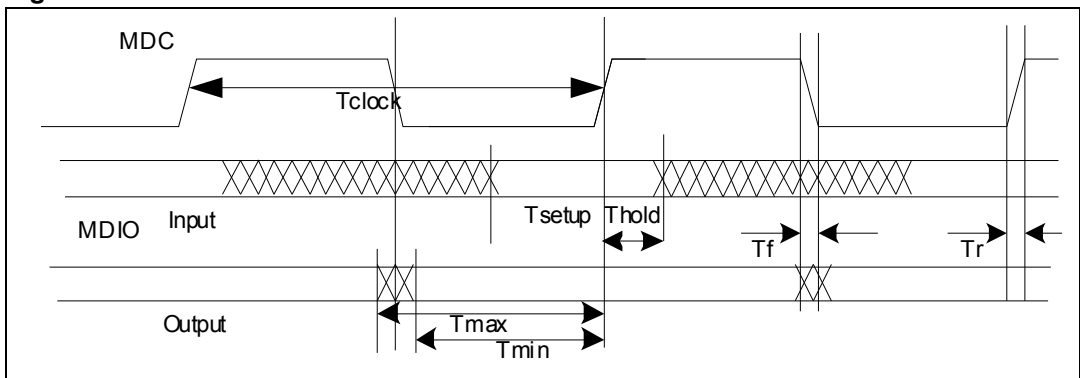 MDC
Tclock
Input
Tsetup Thold
MDIO
Tf
Tr
Output
Tmax
Tmin